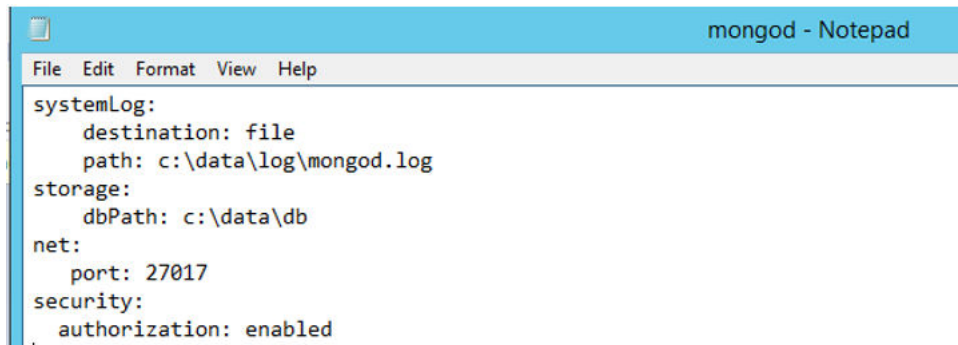 mongod - Notepad
File Edit Format View Help
systemLog:
    destination: file
    path: c:\data\log\mongod.log
storage:
    dbPath: c:\data\db
net:
   port: 27017
security:
  authorization: enabled